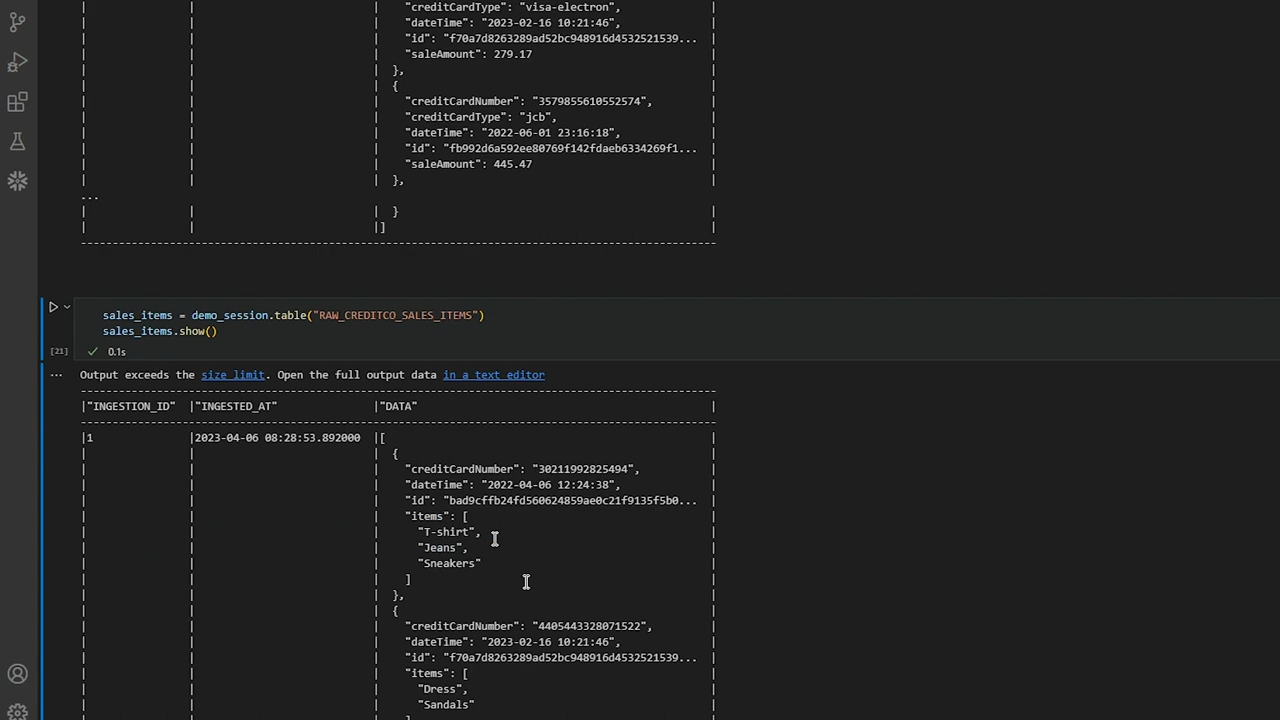 "creditCardType": "visa-electron",
"dateTime": "2023-02-16 10:21:46",
"id": "f70a7d8263289ad52bc948916d4532521539...
"saleAmount": 279.17
},
{
"creditCardNumber": "3579855610552574",
"creditCardType": "jcb",
"dateTime": "2022-06-01 23:16:18",
"id": "fb992d6a592ee80769f142fdaeb6334269f1...
"saleAmount": 445.47
},
...
}
]
sales_items = demo_session.table("RAW_CREDITCO_SALES_ITEMS")
sales_items.show()
[21] 0.1s
... Output exceeds the size limit. Open the full output data in a text editor
|"INGESTION_ID" |"INGESTED_AT" |"DATA" |
|1 |2023-04-06 08:28:53.892000 |[ |
{
"creditCardNumber": "30211992825494",
"dateTime": "2022-04-06 12:24:38",
"id": "bad9cffb24fd560624859ae0c21f9135f5b0...
"items": [
"T-shirt",
"Jeans",
"Sneakers"
]
},
{
"creditCardNumber": "4405443328071522",
"dateTime": "2023-02-16 10:21:46",
"id": "f70a7d8263289ad52bc948916d4532521539...
"items": [
"Dress",
"Sandals"